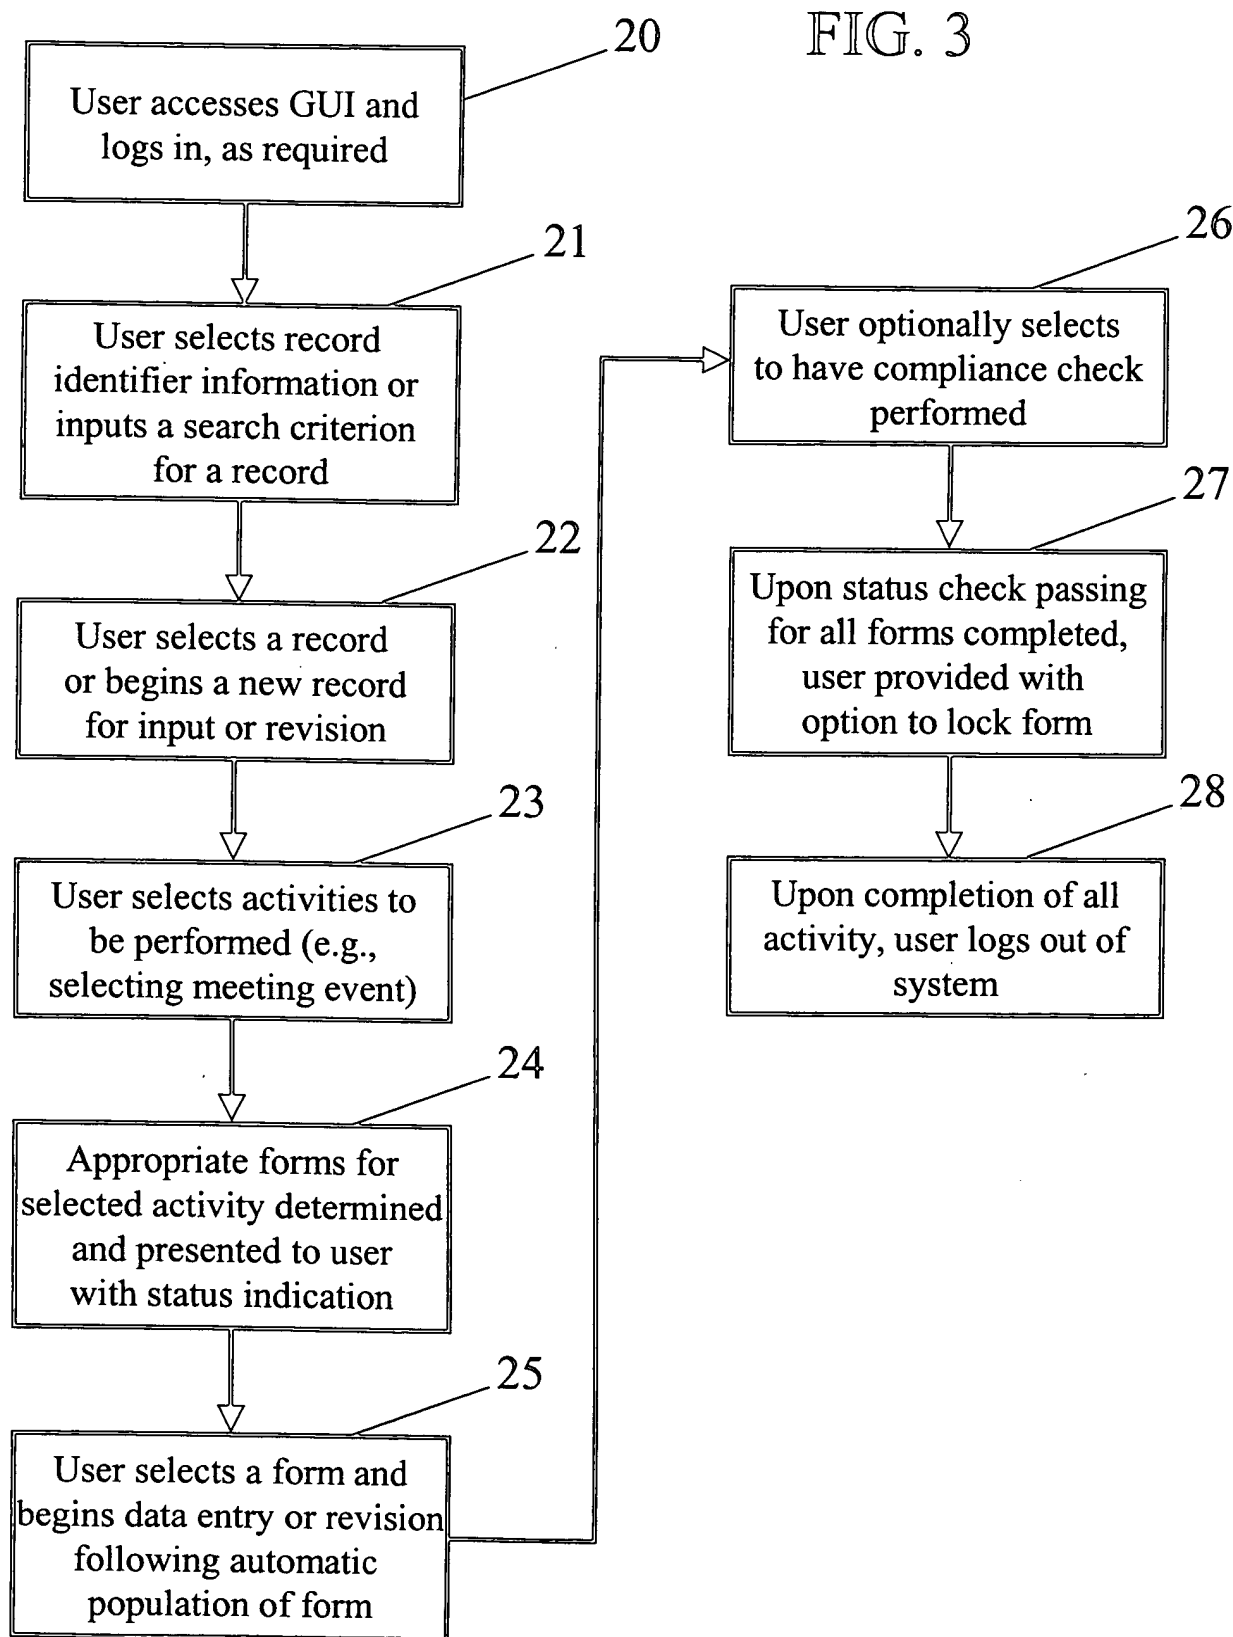 FIG. 3
20
User accesses GUI and
logs in, as required
21
User selects record
identifier information or
inputs a search criterion
for a record
22
User selects a record
or begins a new record
for input or revision
23
User selects activities to
be performed (e.g.,
selecting meeting event)
24
Appropriate forms for
selected activity determined
and presented to user
with status indication
25
User selects a form and
begins data entry or revision
following automatic
population of form
26
User optionally selects
to have compliance check
performed
27
Upon status check passing
for all forms completed,
user provided with
option to lock form
28
Upon completion of all
activity, user logs out of
system